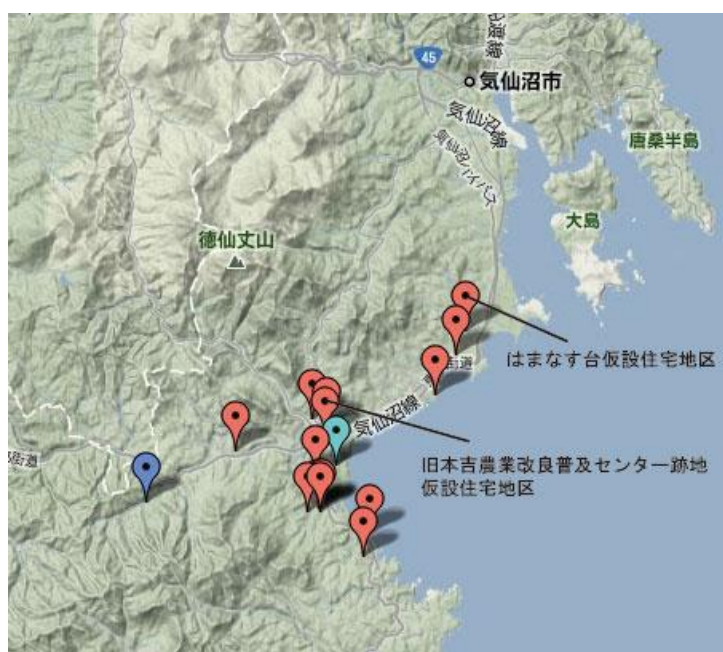 45
気仙沼市
気仙沼線
気仙沼バイパス
唐桑半島
大島
徳仙丈山
はまなす台仮設住宅地区
街道
気仙沼線
街道
旧本吉農業改良普及センター跡地
仮設住宅地区